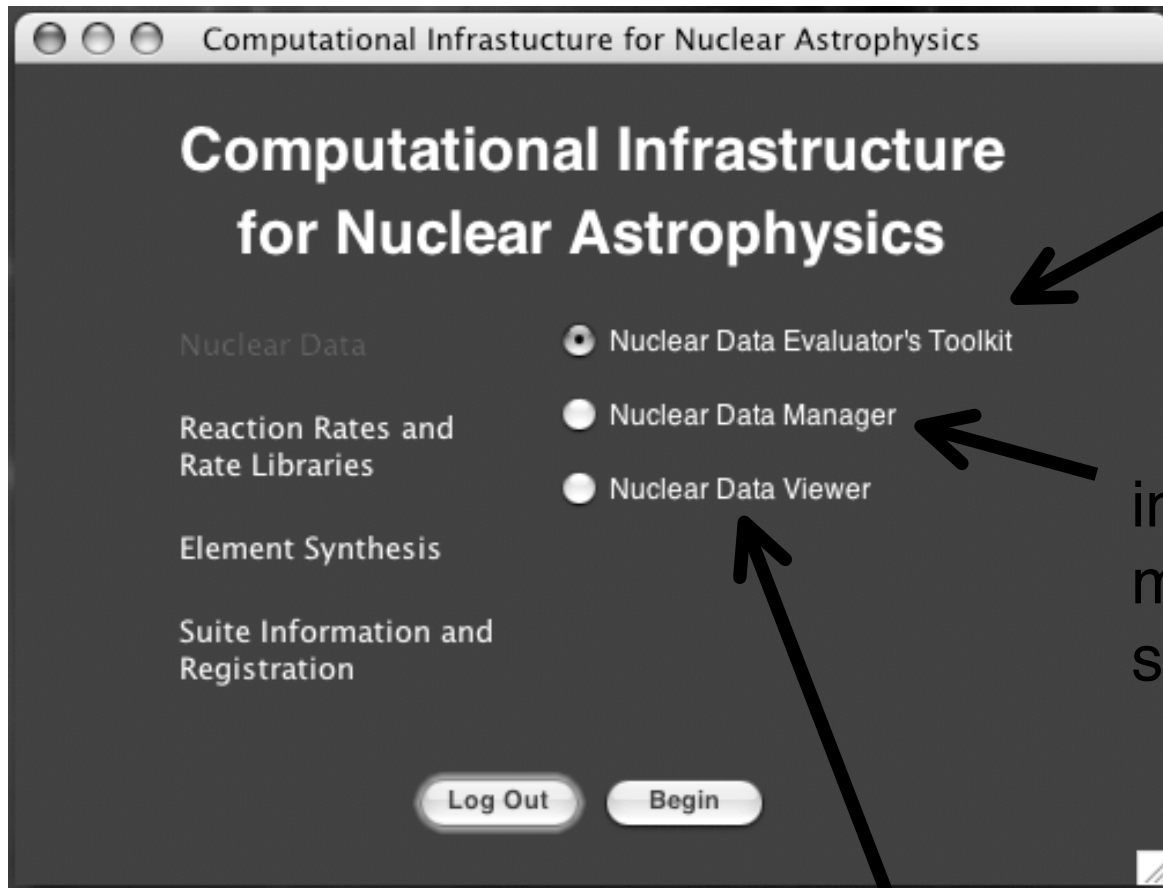 Computational Infrastucture for Nuclear Astrophysics
Computational Infrastructure
for Nuclear Astrophysics
Nuclear Data
Nuclear Data Evaluator's Toolkit
Reaction Rates and
Rate Libraries
Nuclear Data Manager
Nuclear Data Viewer
Element Synthesis
Suite Information and
Registration
Log Out
Begin